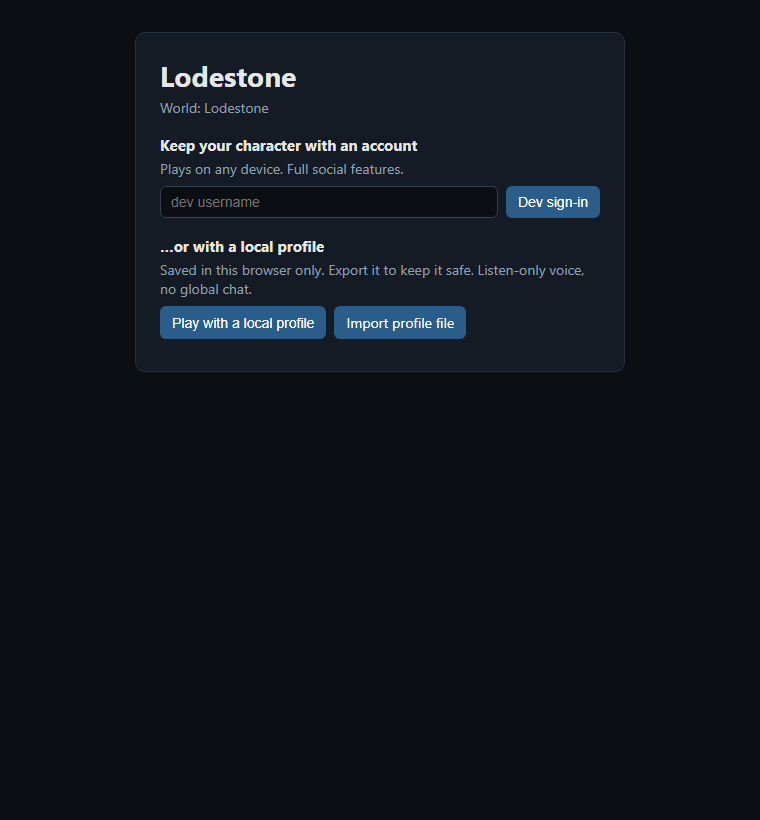 Lodestone
World: Lodestone
Keep your character with an account
Plays on any device. Full social features.
dev username
Dev sign-in
...or with a local profile
Saved in this browser only. Export it to keep it safe. Listen-only voice,
no global chat.
Play with a local profile
Import profile file